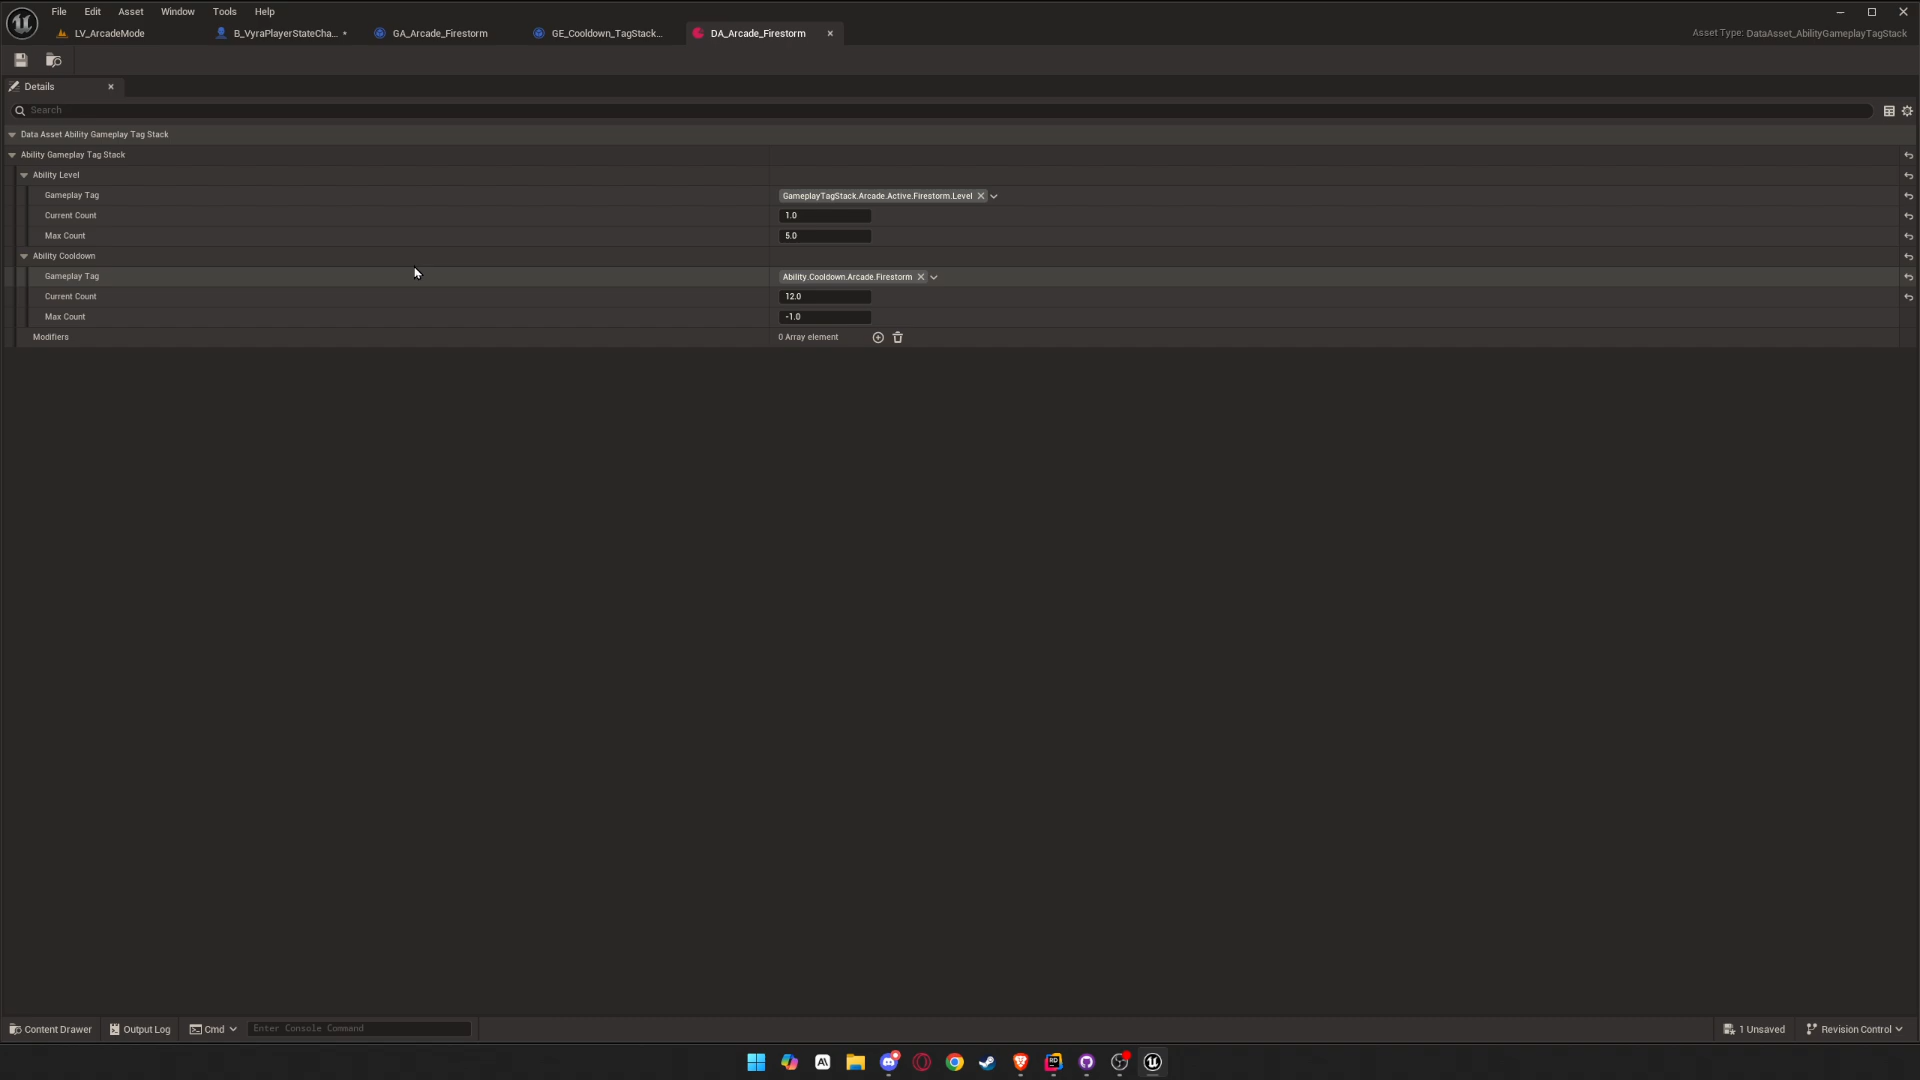 File Edit Asset Window Tools Help
LV_ArcadeMode B_VyraPlayerStateCha... • GA_Arcade_Firestorm GE_Cooldown_TagStack... DA_Arcade_Firestorm
Asset Type: DataAsset_AbilityGameplayTagStack
Details
Search
Data Asset Ability Gameplay Tag Stack
Ability Gameplay Tag Stack
Ability Level
Gameplay Tag GameplayTagStack.Arcade.Active.Firestorm.Level
Current Count 1.0
Max Count 5.0
Ability Cooldown
Gameplay Tag Ability.Cooldown.Arcade.Firestorm
Current Count 12.0
Max Count -1.0
Modifiers 0 Array element
Content Drawer Output Log Cmd Enter Console Command 1 Unsaved Revision Control